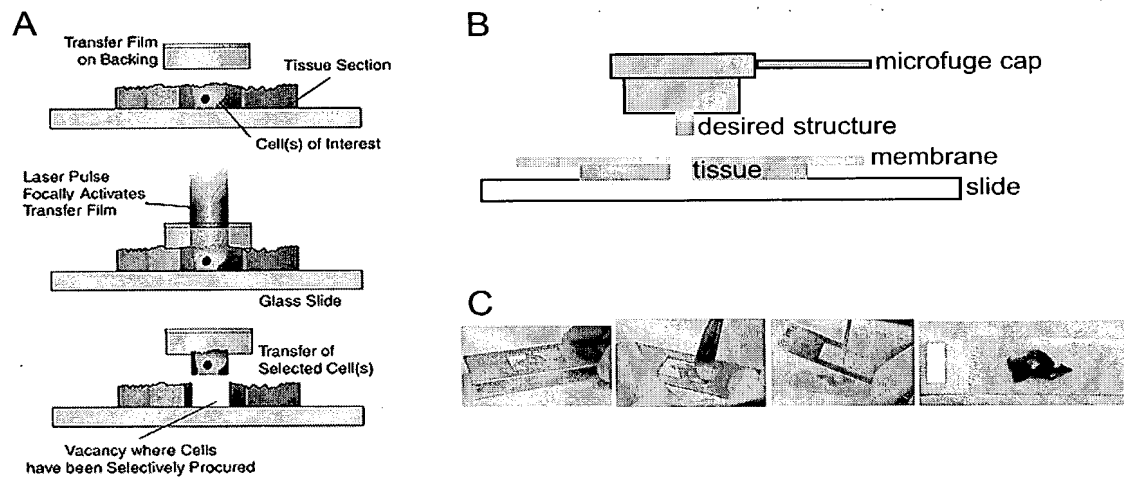 A
Transfer Film
on Backing
Tissue Section
Cell(s) of Interest
Laser Pulse
Focally Activates
Transfer Film
Glass Slide
Transfer of
Selected Cell(s)
Vacancy where Cells
have been Selectively Procured
B
microfuge cap
desired structure
membrane
tissue
slide
C